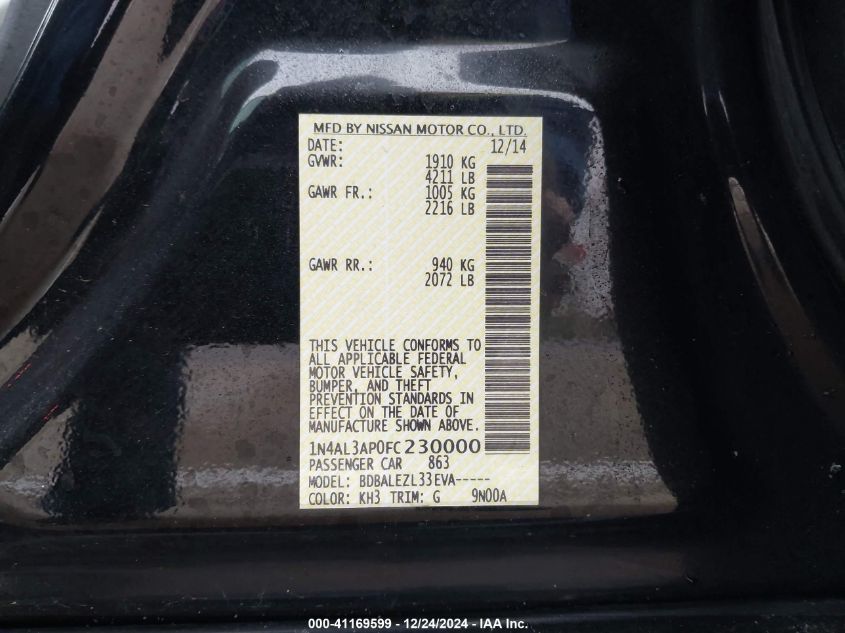 MFD BY NISSAN MOTOR CO., LTD.
DATE: 12/14
GVWR: 1910 KG
4211 LB
GAWR FR.: 1005 KG
2216 LB
GAWR RR.: 940 KG
2072 LB
THIS VEHICLE CONFORMS TO
ALL APPLICABLE FEDERAL
MOTOR VEHICLE SAFETY,
BUMPER, AND THEFT
PREVENTION STANDARDS IN
EFFECT ON THE DATE OF
MANUFACTURE SHOWN ABOVE.
1N4AL3AP0FC230000
PASSENGER CAR 863
MODEL: BDBALEZL33EVA-----
COLOR: KH3 TRIM: G 9N00A
000-41169599 - 12/24/2024 - IAA Inc.